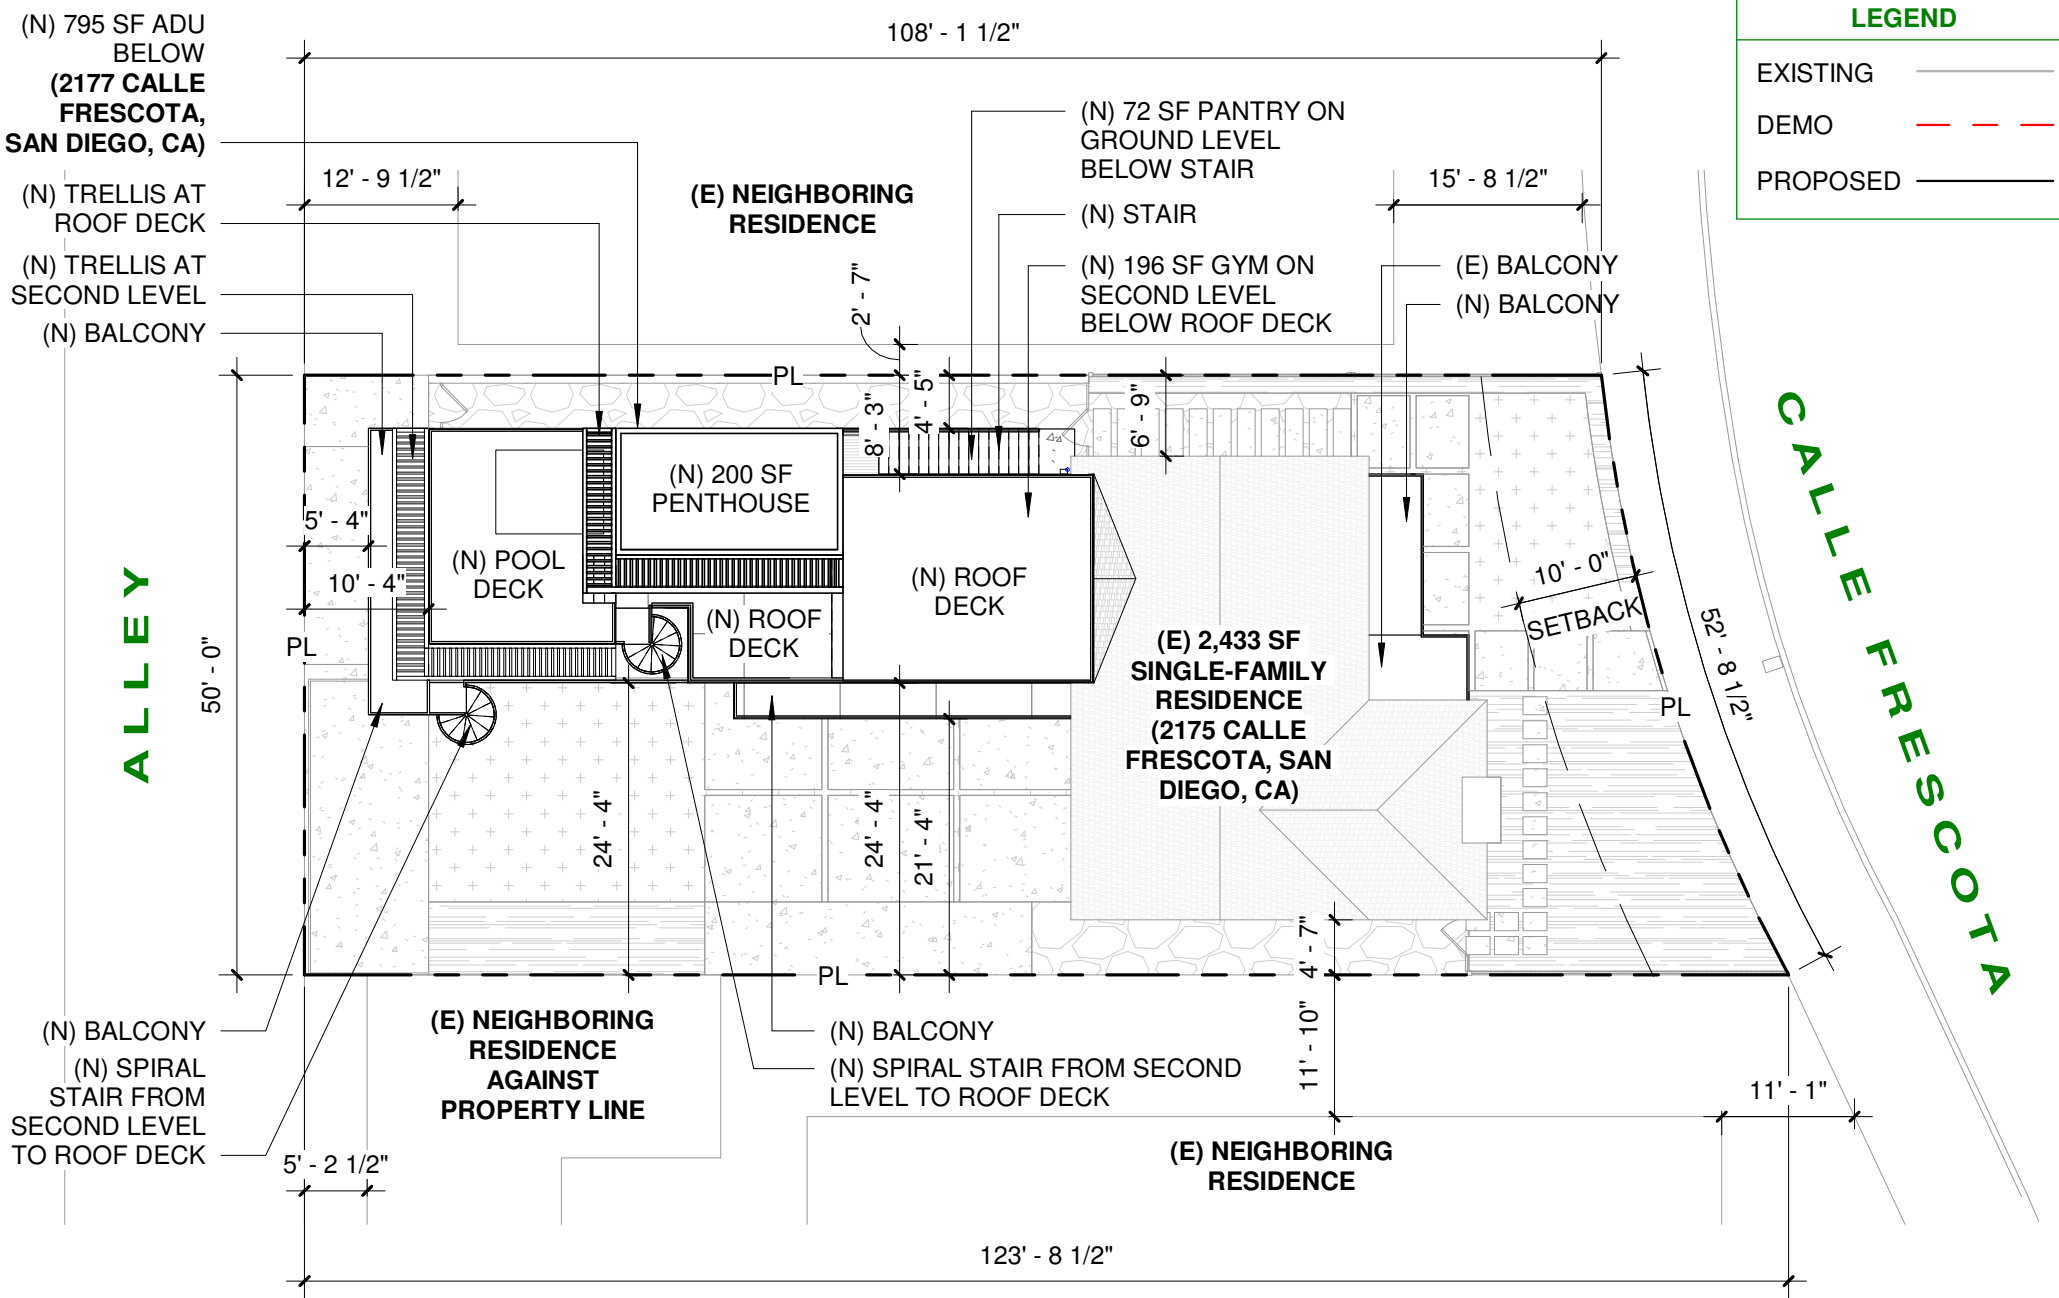 (N) 795 SF ADU
BELOW
(2177 CALLE
FRESCOTA,
SAN DIEGO, CA)
108' - 1 1/2"
LEGEND
EXISTING
DEMO
PROPOSED
(N) TRELLIS AT
ROOF DECK
(N) TRELLIS AT
SECOND LEVEL
(N) BALCONY
12' - 9 1/2"
(E) NEIGHBORING
RESIDENCE
2' - 7"
(N) 72 SF PANTRY ON
GROUND LEVEL
BELOW STAIR
(N) STAIR
(N) 196 SF GYM ON
SECOND LEVEL
BELOW ROOF DECK
15' - 8 1/2"
(E) BALCONY
(N) BALCONY
PL
8' - 3"
4' - 5"
6' - 9"
(N) 200 SF
PENTHOUSE
5' - 4"
10' - 4"
(N) POOL
DECK
(N) ROOF
DECK
(N) ROOF
DECK
10' - 0"
SETBACK
52' - 8 1/2"
CALLE FRESCOTA
ALLEY
50' - 0"
PL
(E) 2,433 SF
SINGLE-FAMILY
RESIDENCE
(2175 CALLE
FRESCOTA, SAN
DIEGO, CA)
PL
24' - 4"
24' - 4"
21' - 4"
4' - 7"
PL
11' - 10"
(N) BALCONY
(N) SPIRAL
STAIR FROM
SECOND LEVEL
TO ROOF DECK
(E) NEIGHBORING
RESIDENCE
AGAINST
PROPERTY LINE
(N) BALCONY
(N) SPIRAL STAIR FROM SECOND
LEVEL TO ROOF DECK
11' - 1"
(E) NEIGHBORING
RESIDENCE
5' - 2 1/2"
123' - 8 1/2"